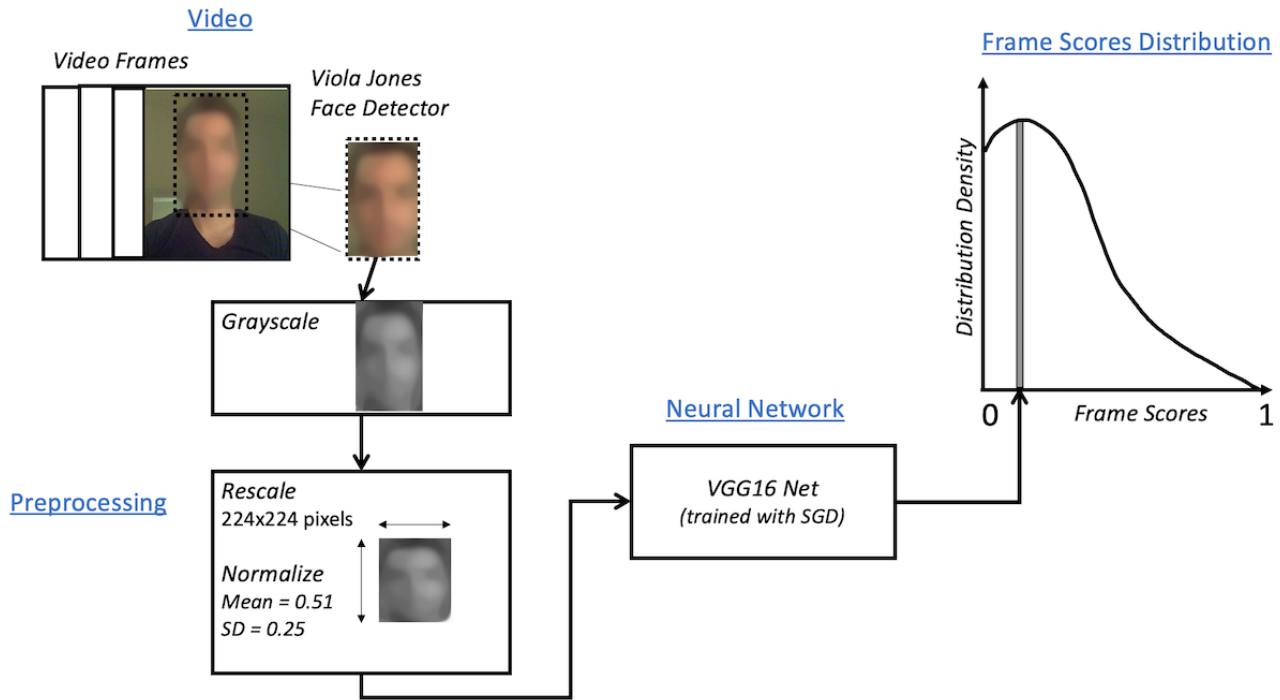 Video
Video Frames
Viola Jones
Face Detector
Grayscale
Preprocessing
Rescale
224x224 pixels
Normalize
Mean = 0.51
SD = 0.25
Neural Network
VGG16 Net
(trained with SGD)
Frame Scores Distribution
Distribution Density
0
Frame Scores
1